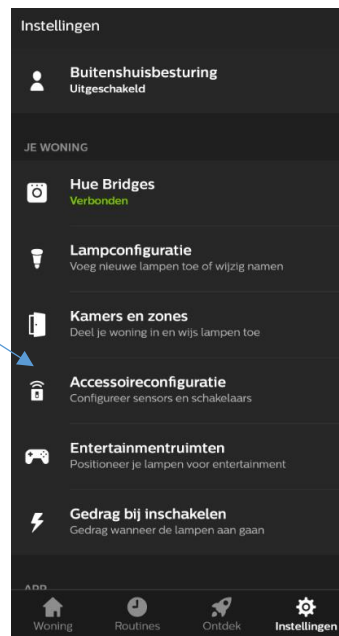 Instellingen
Buitenshuisbesturing
Uitgeschakeld
JE WONING
Hue Bridges
Verbonden
Lampconfiguratie
Voeg nieuwe lampen toe of wijzig namen
Kamers en zones
Deel je woning in en wijs lampen toe
Accessoireconfiguratie
Configureer sensors en schakelaars
Entertainmentruimten
Positioneer je lampen voor entertainment
Gedrag bij inschakelen
Gedrag wanneer de lampen aan gaan
APP
Woning Routines Ontdek Instellingen